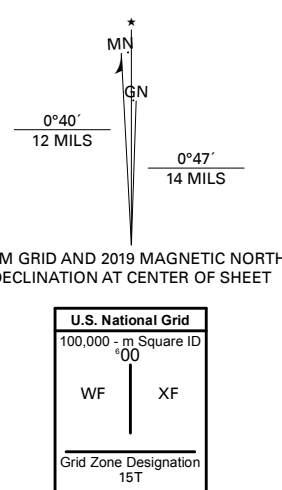 ★
MN
GN
0°40´
12 MILS
0°47´
14 MILS
M GRID AND 2019 MAGNETIC NORTH
DECLINATION AT CENTER OF SHEET
U.S. National Grid
100,000 - m Square ID
⁶00
WF XF
Grid Zone Designation
15T